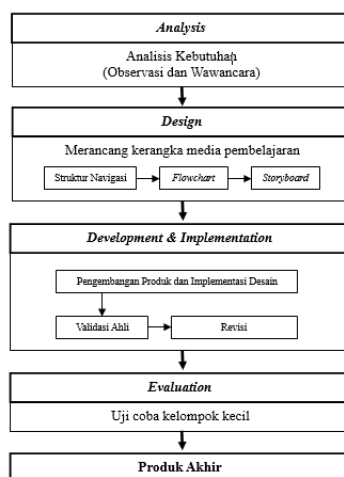 Analysis
Analisis Kebutuhan
(Observasi dan Wawancara)
Design
Merancang kerangka media pembelajaran
Struktur Navigasi
Flowchart
Storyboard
Development & Implementation
Pengembangan Produk dan Implementasi Desain
Validasi Ahli
Revisi
Evaluation
Uji coba kelompok kecil
Produk Akhir